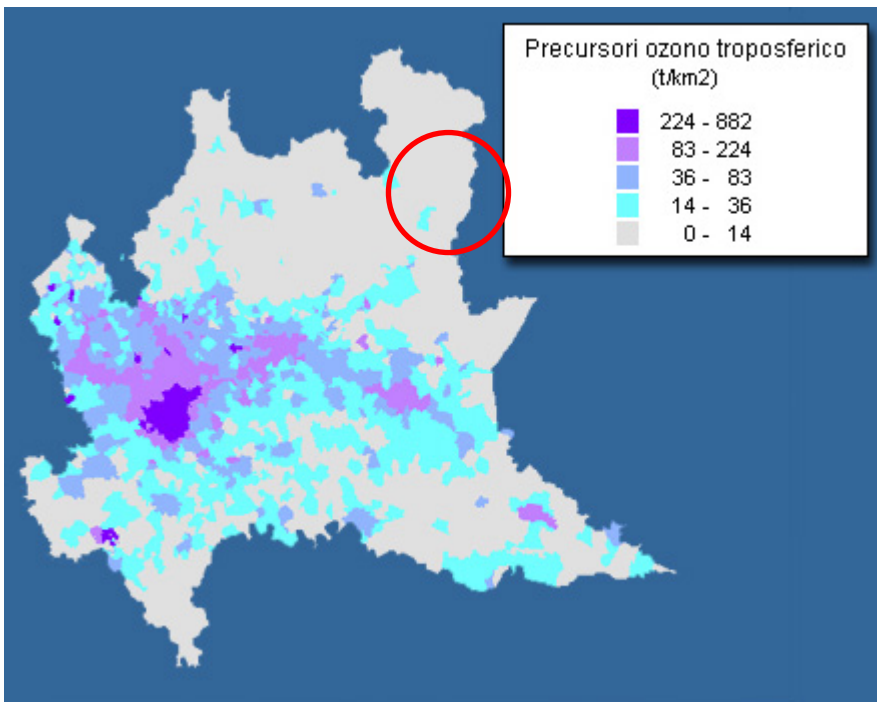 Precursori ozono troposferico
(t/km2)
224 - 882
83 - 224
36 - 83
14 - 36
0 - 14